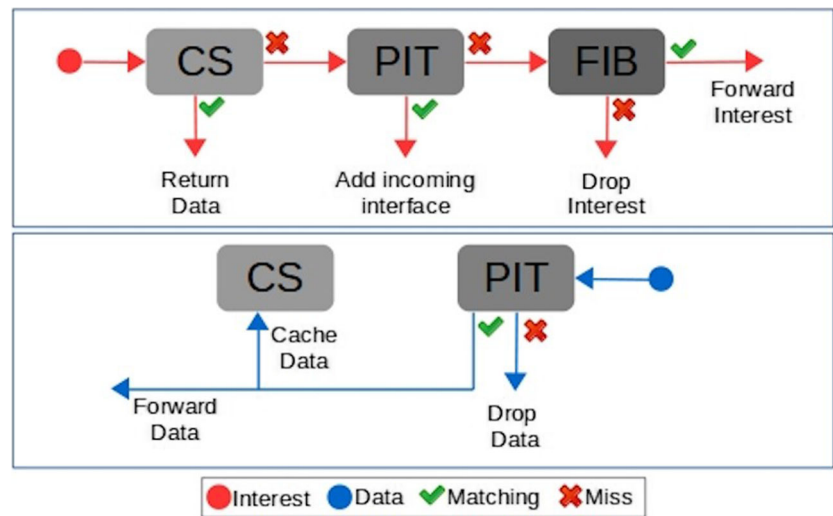 CS
PIT
FIB
Forward
Interest
Return
Data
Add incoming
interface
Drop
Interest
CS
PIT
Cache
Data
Forward
Data
Drop
Data
Interest Data Matching Miss